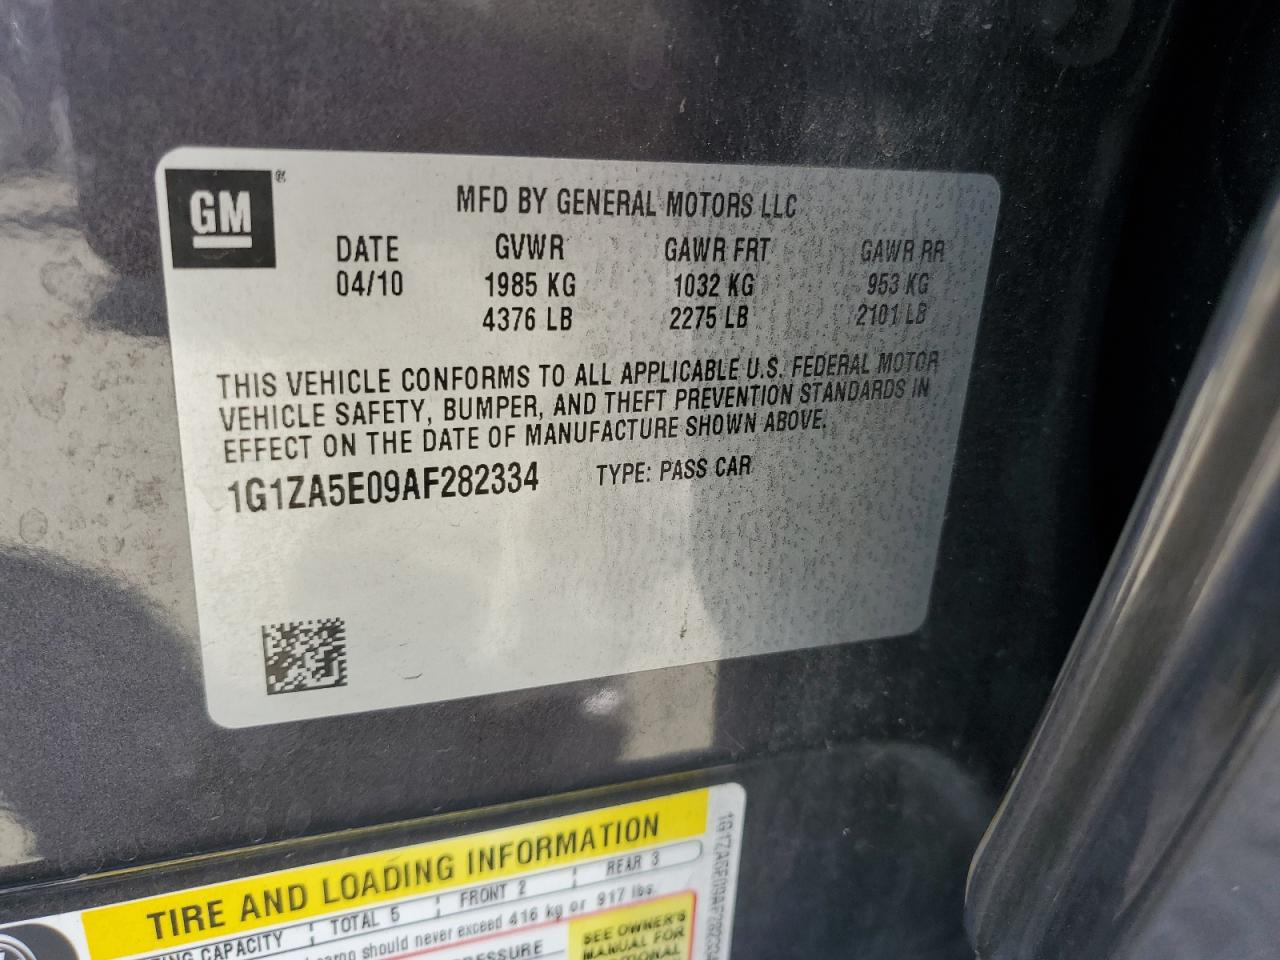 GM ®
MFD BY GENERAL MOTORS LLC
DATE GVWR GAWR FRT GAWR RR
04/10 1985 KG 1032 KG 953 KG
4376 LB 2275 LB 2101 LB
THIS VEHICLE CONFORMS TO ALL APPLICABLE U.S. FEDERAL MOTOR
VEHICLE SAFETY, BUMPER, AND THEFT PREVENTION STANDARDS IN
EFFECT ON THE DATE OF MANUFACTURE SHOWN ABOVE.
1G1ZA5E09AF282334 TYPE: PASS CAR
TIRE AND LOADING INFORMATION
CAPACITY TOTAL 5 FRONT 2 REAR 3
should never exceed 416 kg or 917 lbs.
SEE OWNER'S
MANUAL FOR